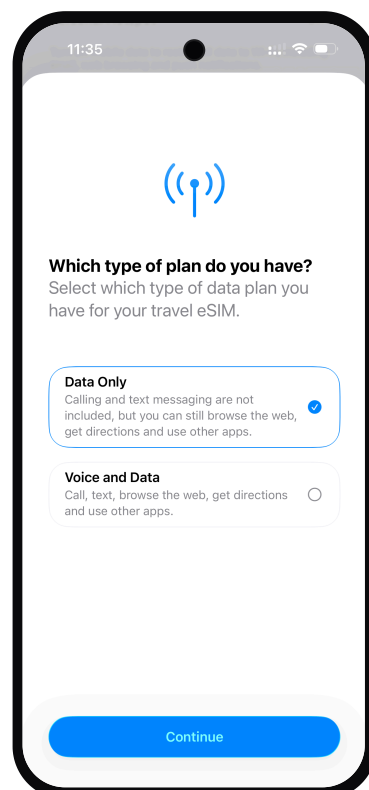 11:35
Which type of plan do you have?
Select which type of data plan you
have for your travel eSIM.
Data Only
Calling and text messaging are not
included, but you can still browse the web,
get directions and use other apps.
Voice and Data
Call, text, browse the web, get directions
and use other apps.
Continue